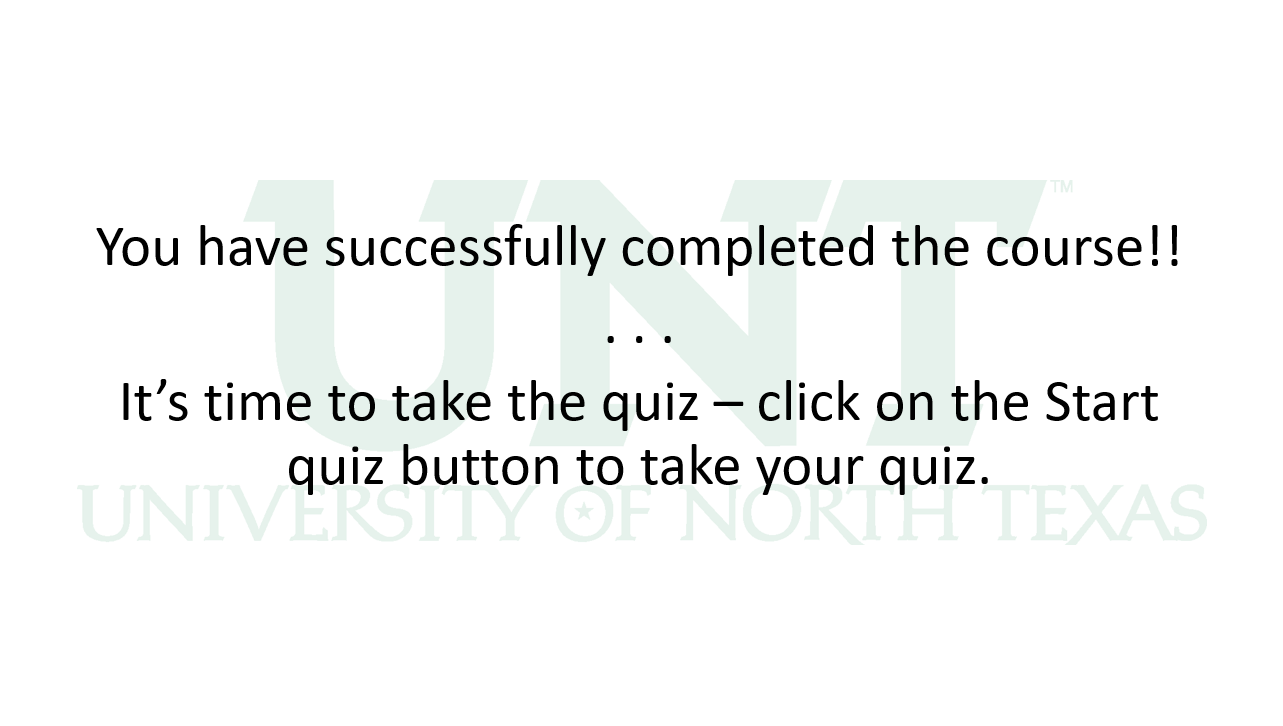 UNT™
You have successfully completed the course!!
. . .
It’s time to take the quiz – click on the Start
quiz button to take your quiz.
UNIVERSITY OF NORTH TEXAS